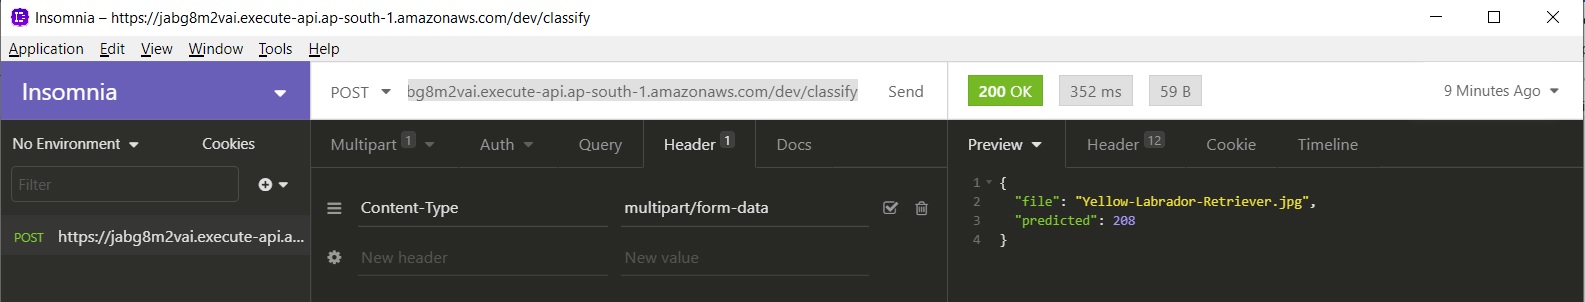 Insomnia – https://jabg8m2vai.execute-api.ap-south-1.amazonaws.com/dev/classify
Application Edit View Window Tools Help
Insomnia
POST bg8m2vai.execute-api.ap-south-1.amazonaws.com/dev/classify Send
200 OK 352 ms 59 B 9 Minutes Ago
No Environment Cookies
Multipart 1 Auth Query Header 1 Docs
Preview Header 12 Cookie Timeline
Filter
POST https://jabg8m2vai.execute-api.a...
Content-Type multipart/form-data
New header New value
1 {
2 "file": "Yellow-Labrador-Retriever.jpg",
3 "predicted": 208
4 }